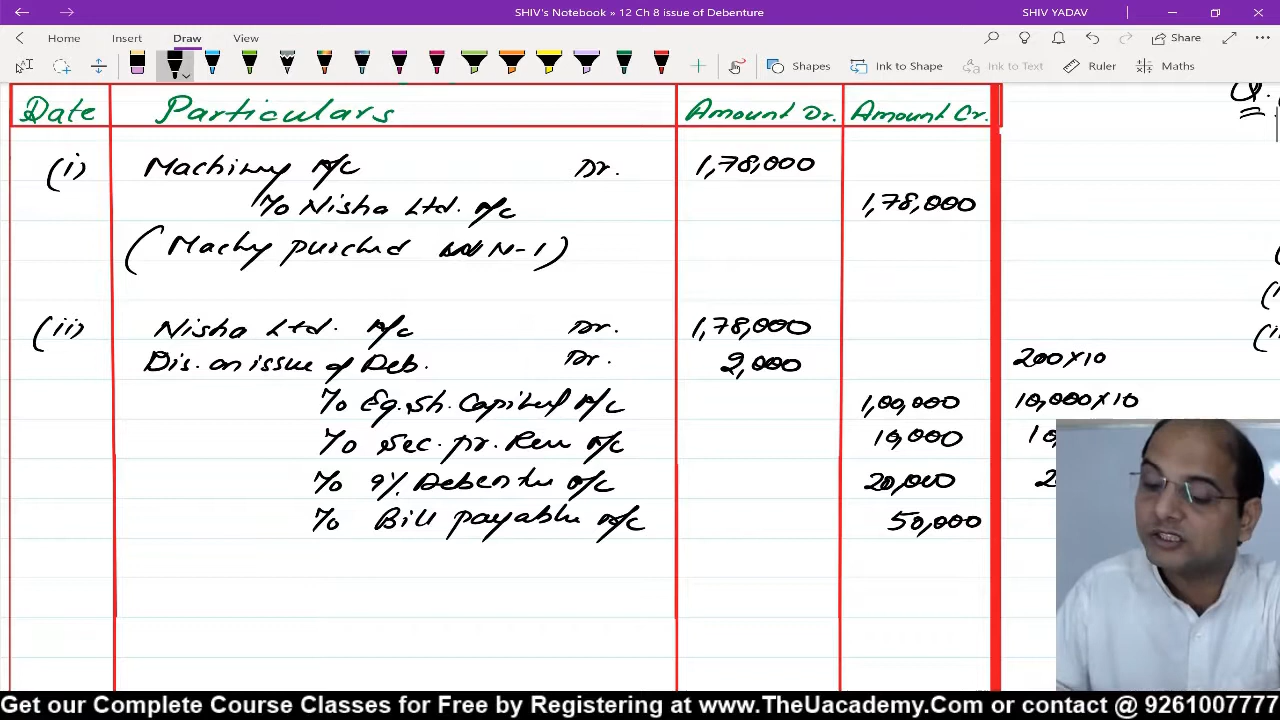 SHIV's Notebook » 12 Ch 8 issue of Debenture
SHIV YADAV
Home Insert Draw View
Share
Shapes Ink to Shape Ink to Text Ruler Maths
Date Particulars Amount Dr. Amount Cr.
(i) Machinery A/c Dr. 1,78,000
To Nisha Ltd. A/c 1,78,000
(Machy purched N-1)
(ii) Nisha Ltd. A/c Dr. 1,78,000
Dis. on issue of Deb. Dr. 2,000 200×10
To Eq. Sh. Capital A/c 1,00,000 10,000×10
To Sec. pr. Res A/c 10,000 10
To 9% Debentu A/c 20,000 2
To Bill payable A/c 50,000
Get our Complete Course Classes for Free by Registering at www.TheUacademy.Com or contact @ 9261007777